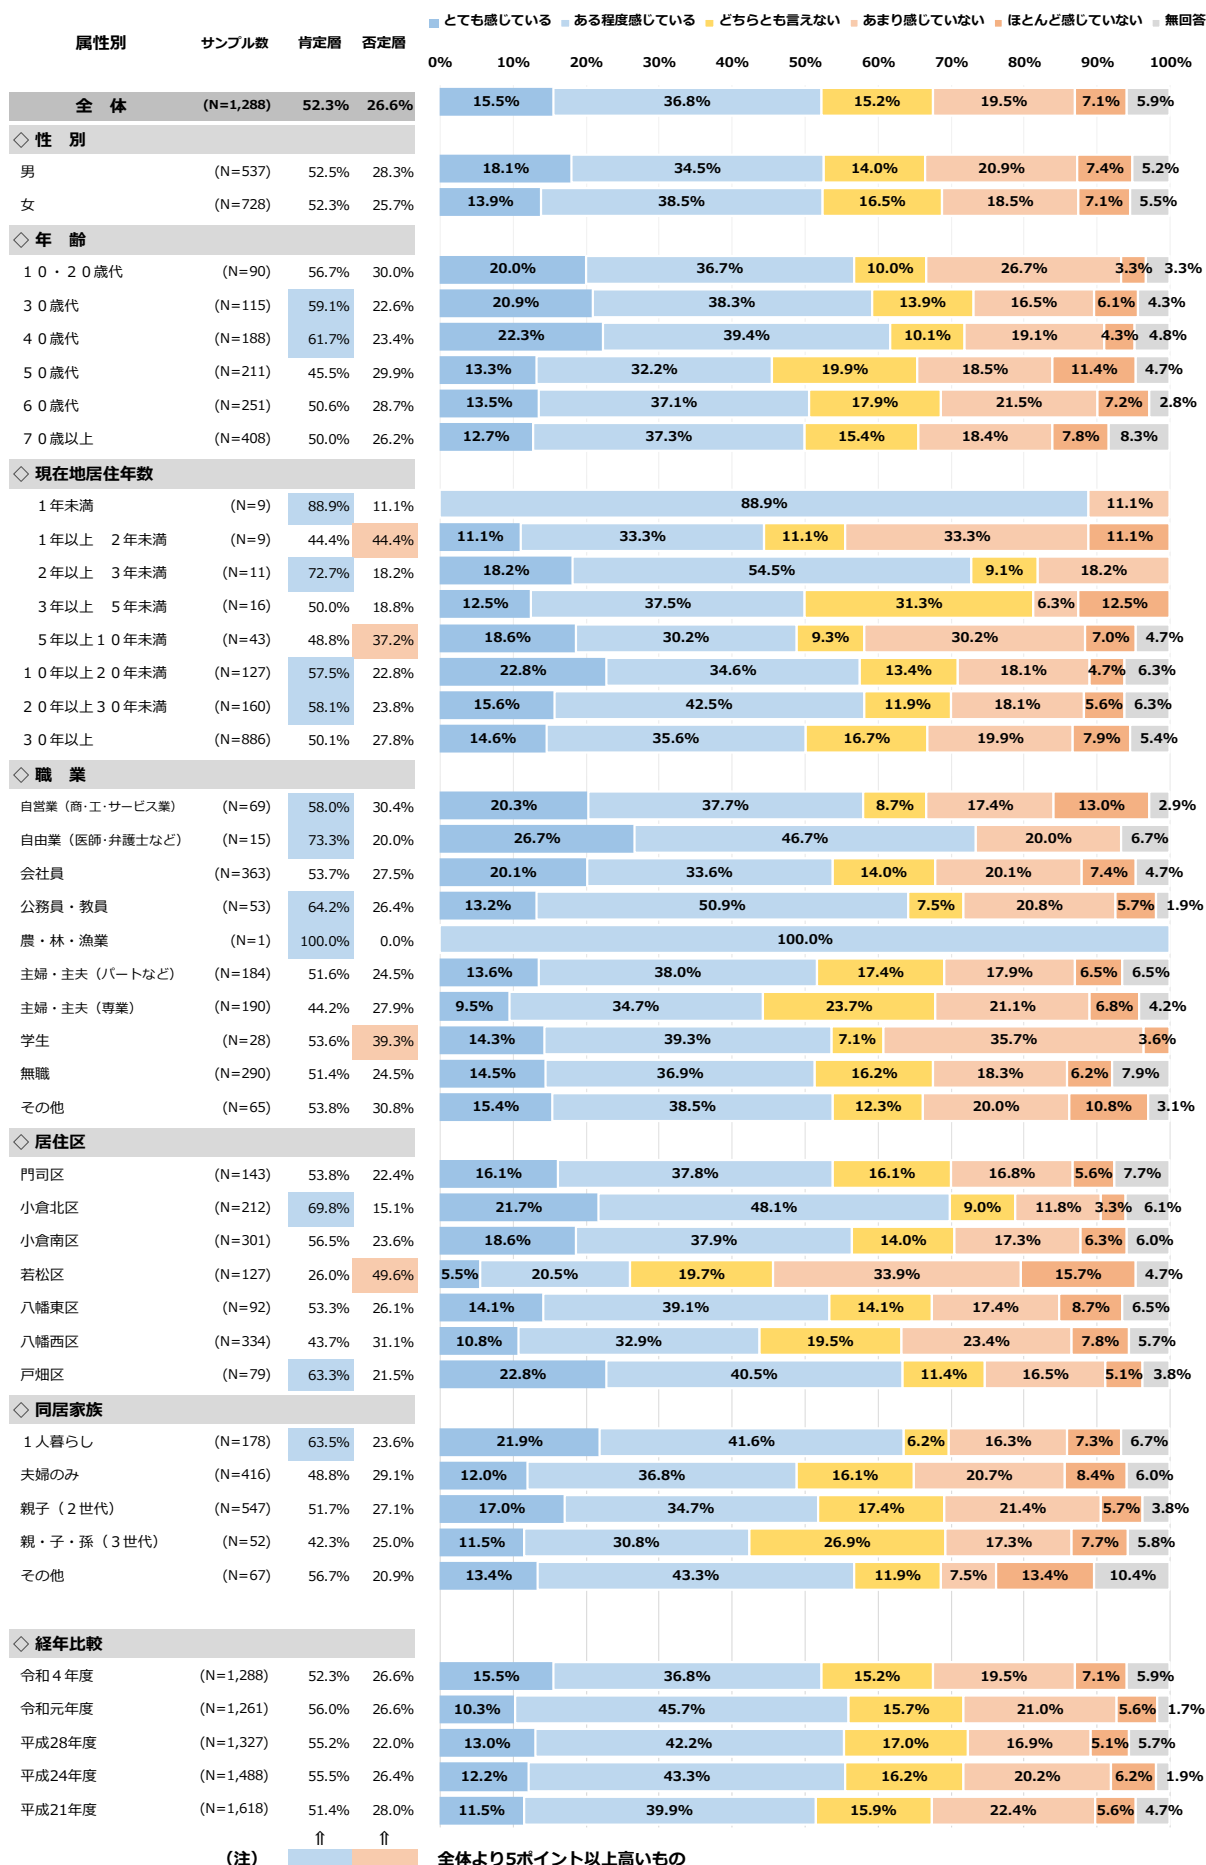 とても感じている ある程度感じている どちらとも言えない あまり感じていない ほとんど感じていない 無回答
属性別 サンプル数 肯定層 否定層
0% 10% 20% 30% 40% 50% 60% 70% 80% 90% 100%
全 体 (N=1,288) 52.3% 26.6% 15.5% 36.8% 15.2% 19.5% 7.1% 5.9%
◇ 性 別
男 (N=537) 52.5% 28.3% 18.1% 34.5% 14.0% 20.9% 7.4% 5.2%
女 (N=728) 52.3% 25.7% 13.9% 38.5% 16.5% 18.5% 7.1% 5.5%
◇ 年 齢
10・20歳代 (N=90) 56.7% 30.0% 20.0% 36.7% 10.0% 26.7% 3.3% 3.3%
30歳代 (N=115) 59.1% 22.6% 20.9% 38.3% 13.9% 16.5% 6.1% 4.3%
40歳代 (N=188) 61.7% 23.4% 22.3% 39.4% 10.1% 19.1% 4.3% 4.8%
50歳代 (N=211) 45.5% 29.9% 13.3% 32.2% 19.9% 18.5% 11.4% 4.7%
60歳代 (N=251) 50.6% 28.7% 13.5% 37.1% 17.9% 21.5% 7.2% 2.8%
70歳以上 (N=408) 50.0% 26.2% 12.7% 37.3% 15.4% 18.4% 7.8% 8.3%
◇ 現在地居住年数
1年未満 (N=9) 88.9% 11.1% 88.9% 11.1%
1年以上 2年未満 (N=9) 44.4% 44.4% 11.1% 33.3% 11.1% 33.3% 11.1%
2年以上 3年未満 (N=11) 72.7% 18.2% 18.2% 54.5% 9.1% 18.2%
3年以上 5年未満 (N=16) 50.0% 18.8% 12.5% 37.5% 31.3% 6.3% 12.5%
5年以上10年未満 (N=43) 48.8% 37.2% 18.6% 30.2% 9.3% 30.2% 7.0% 4.7%
10年以上20年未満 (N=127) 57.5% 22.8% 22.8% 34.6% 13.4% 18.1% 4.7% 6.3%
20年以上30年未満 (N=160) 58.1% 23.8% 15.6% 42.5% 11.9% 18.1% 5.6% 6.3%
30年以上 (N=886) 50.1% 27.8% 14.6% 35.6% 16.7% 19.9% 7.9% 5.4%
◇ 職 業
自営業（商・工・サービス業） (N=69) 58.0% 30.4% 20.3% 37.7% 8.7% 17.4% 13.0% 2.9%
自由業（医師・弁護士など） (N=15) 73.3% 20.0% 26.7% 46.7% 20.0% 6.7%
会社員 (N=363) 53.7% 27.5% 20.1% 33.6% 14.0% 20.1% 7.4% 4.7%
公務員・教員 (N=53) 64.2% 26.4% 13.2% 50.9% 7.5% 20.8% 5.7% 1.9%
農・林・漁業 (N=1) 100.0% 0.0% 100.0%
主婦・主夫（パートなど） (N=184) 51.6% 24.5% 13.6% 38.0% 17.4% 17.9% 6.5% 6.5%
主婦・主夫（専業） (N=190) 44.2% 27.9% 9.5% 34.7% 23.7% 21.1% 6.8% 4.2%
学生 (N=28) 53.6% 39.3% 14.3% 39.3% 7.1% 35.7% 3.6%
無職 (N=290) 51.4% 24.5% 14.5% 36.9% 16.2% 18.3% 6.2% 7.9%
その他 (N=65) 53.8% 30.8% 15.4% 38.5% 12.3% 20.0% 10.8% 3.1%
◇ 居住区
門司区 (N=143) 53.8% 22.4% 16.1% 37.8% 16.1% 16.8% 5.6% 7.7%
小倉北区 (N=212) 69.8% 15.1% 21.7% 48.1% 9.0% 11.8% 3.3% 6.1%
小倉南区 (N=301) 56.5% 23.6% 18.6% 37.9% 14.0% 17.3% 6.3% 6.0%
若松区 (N=127) 26.0% 49.6% 5.5% 20.5% 19.7% 33.9% 15.7% 4.7%
八幡東区 (N=92) 53.3% 26.1% 14.1% 39.1% 14.1% 17.4% 8.7% 6.5%
八幡西区 (N=334) 43.7% 31.1% 10.8% 32.9% 19.5% 23.4% 7.8% 5.7%
戸畑区 (N=79) 63.3% 21.5% 22.8% 40.5% 11.4% 16.5% 5.1% 3.8%
◇ 同居家族
1人暮らし (N=178) 63.5% 23.6% 21.9% 41.6% 6.2% 16.3% 7.3% 6.7%
夫婦のみ (N=416) 48.8% 29.1% 12.0% 36.8% 16.1% 20.7% 8.4% 6.0%
親子（2世代） (N=547) 51.7% 27.1% 17.0% 34.7% 17.4% 21.4% 5.7% 3.8%
親・子・孫（3世代） (N=52) 42.3% 25.0% 11.5% 30.8% 26.9% 17.3% 7.7% 5.8%
その他 (N=67) 56.7% 20.9% 13.4% 43.3% 11.9% 7.5% 13.4% 10.4%
◇ 経年比較
令和4年度 (N=1,288) 52.3% 26.6% 15.5% 36.8% 15.2% 19.5% 7.1% 5.9%
令和元年度 (N=1,261) 56.0% 26.6% 10.3% 45.7% 15.7% 21.0% 5.6% 1.7%
平成28年度 (N=1,327) 55.2% 22.0% 13.0% 42.2% 17.0% 16.9% 5.1% 5.7%
平成24年度 (N=1,488) 55.5% 26.4% 12.2% 43.3% 16.2% 20.2% 6.2% 1.9%
平成21年度 (N=1,618) 51.4% 28.0% 11.5% 39.9% 15.9% 22.4% 5.6% 4.7%
⇑ ⇑
（注） 全体より5ポイント以上高いもの